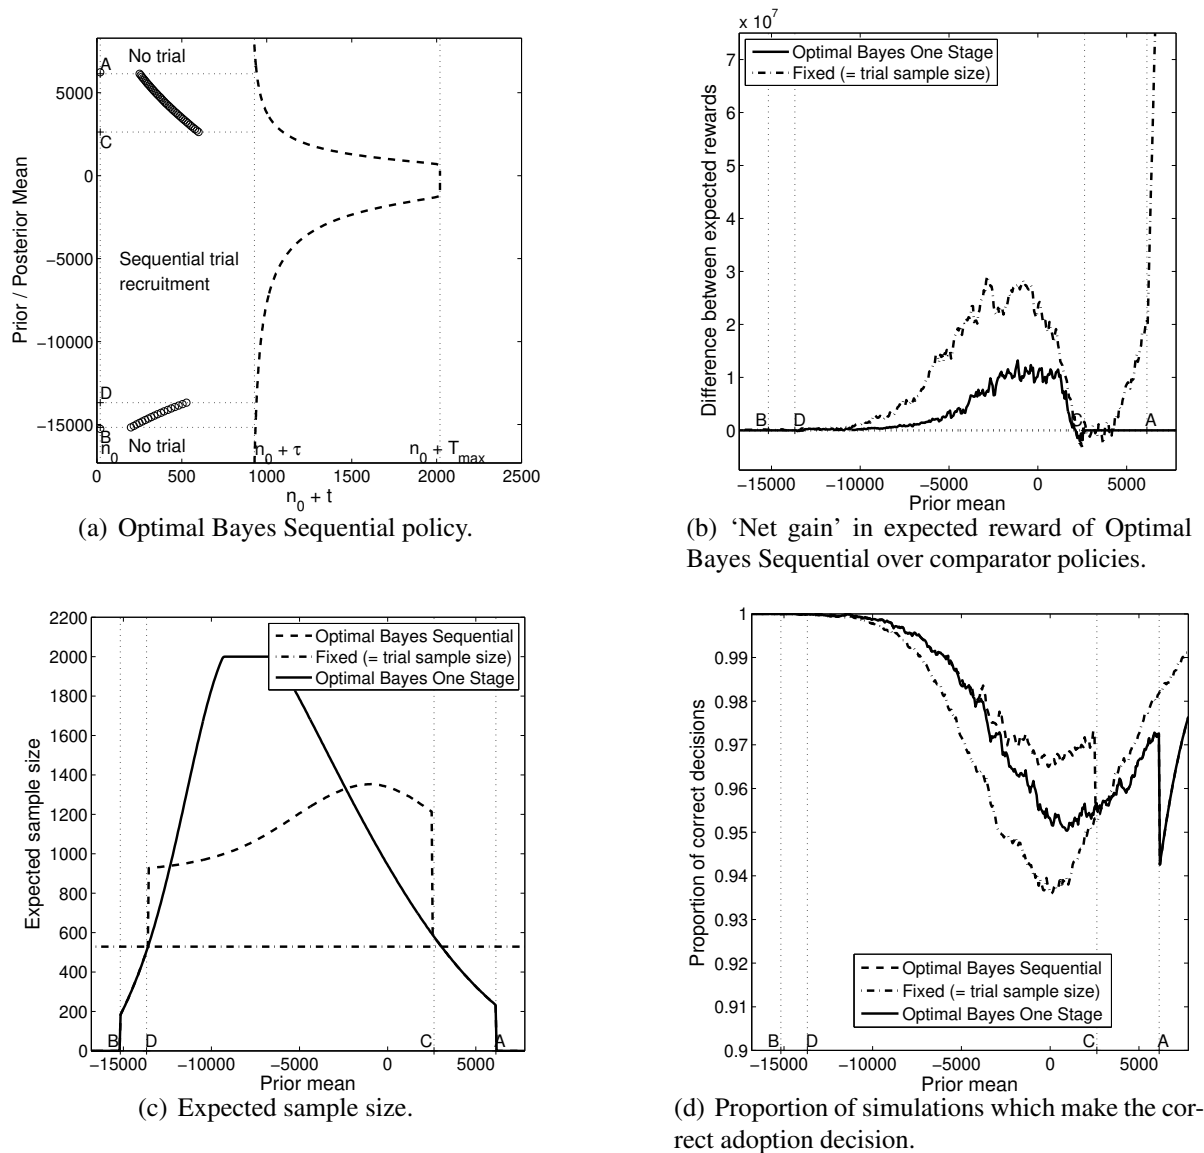 A
No trial
5000
C
0
−5000
Sequential trial
recruitment
−10000
D
−15000
B
No trial
n0
n0 + τ
n0 + Tmax
0
500
1000
1500
2000
2500
n0 + t
Prior / Posterior Mean
(a) Optimal Bayes Sequential policy.
x 10^7
Optimal Bayes One Stage
Fixed (= trial sample size)
7
6
5
4
3
2
1
0
B
D
C
A
−15000
−10000
−5000
0
5000
Prior mean
Difference between expected rewards
(b) ‘Net gain’ in expected reward of Optimal
Bayes Sequential over comparator policies.
2200
2000
1800
1600
1400
1200
1000
800
600
400
200
0
Optimal Bayes Sequential
Fixed (= trial sample size)
Optimal Bayes One Stage
B
D
C
A
−15000
−10000
−5000
0
5000
Prior mean
Expected sample size
(c) Expected sample size.
1
0.99
0.98
0.97
0.96
0.95
0.94
0.93
0.92
0.91
0.9
Optimal Bayes Sequential
Fixed (= trial sample size)
Optimal Bayes One Stage
B
D
C
A
−15000
−10000
−5000
0
5000
Prior mean
Proportion of correct decisions
(d) Proportion of simulations which make the cor-
rect adoption decision.